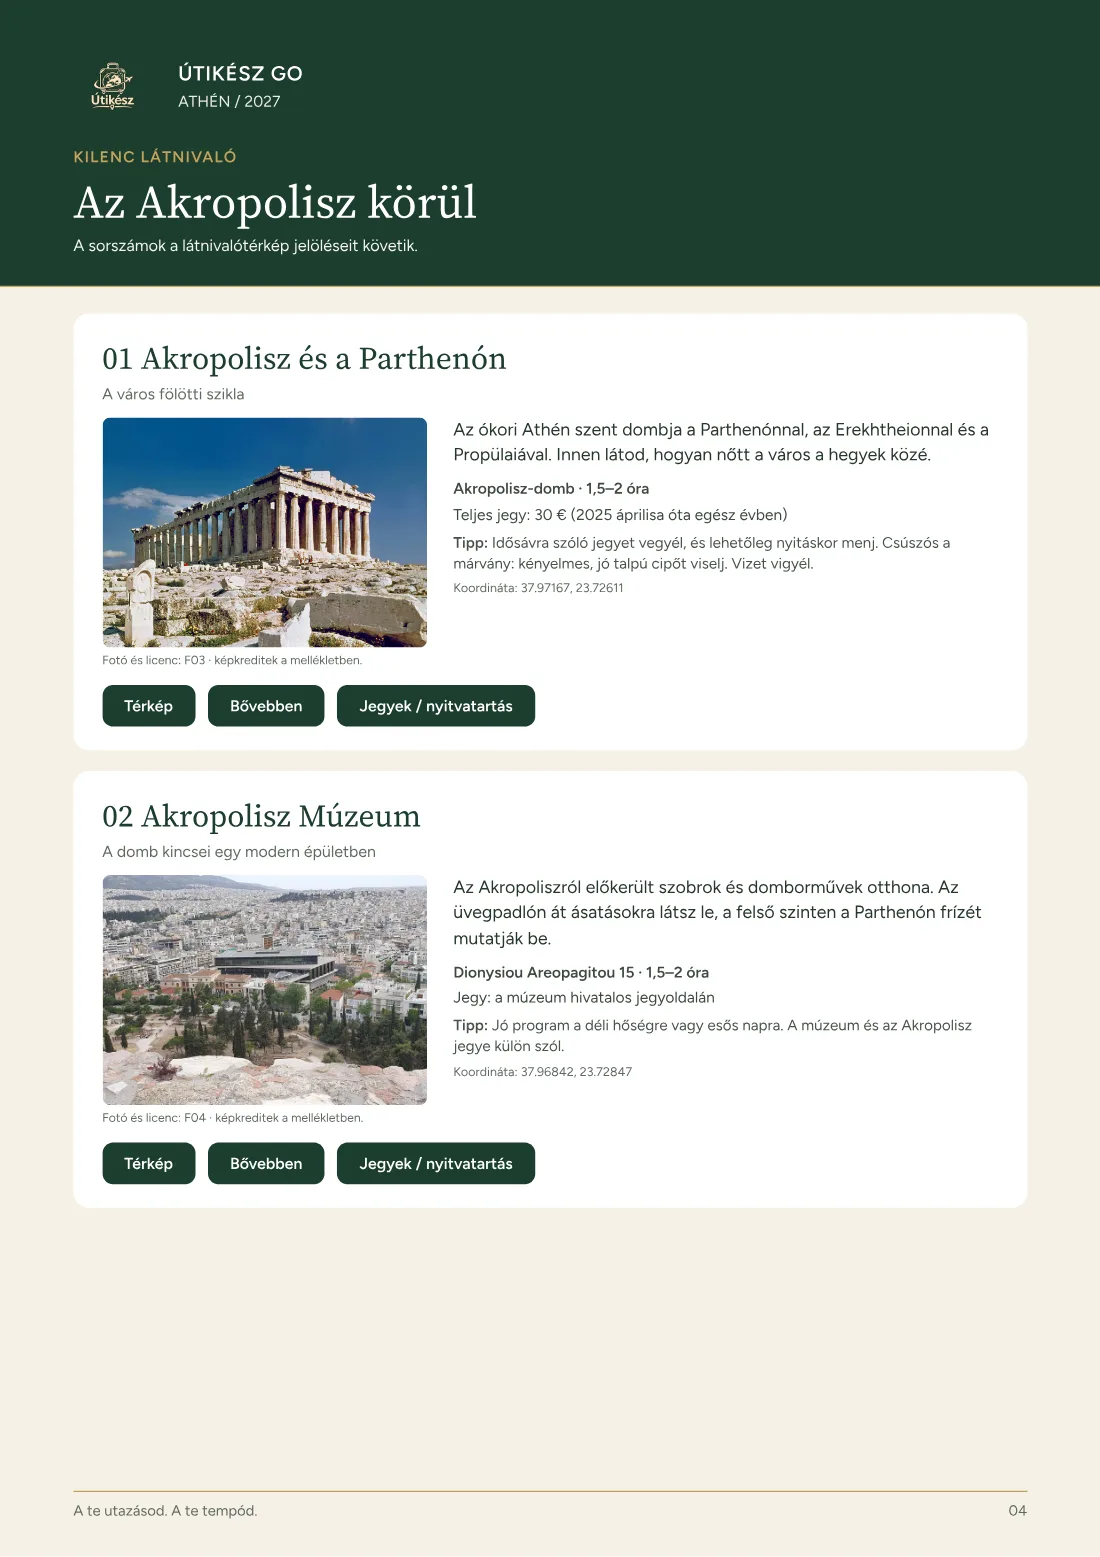 Útikész
ÚTIKÉSZ GO
ATHÉN / 2027
KILENC LÁTNIVALÓ
Az Akropolisz körül
A sorszámok a látnivalótérkép jelöléseit követik.
01 Akropolisz és a Parthenón
A város fölötti szikla
Az ókori Athén szent dombja a Parthenónnal, az Erekhtheionnal és a
Propülaiával. Innen látod, hogyan nőtt a város a hegyek közé.
Akropolisz-domb · 1,5–2 óra
Teljes jegy: 30 € (2025 áprilisa óta egész évben)
Tipp: Idősávra szóló jegyet vegyél, és lehetőleg nyitáskor menj. Csúszós a
márvány: kényelmes, jó talpú cipőt viselj. Vizet vigyél.
Koordináta: 37.97167, 23.72611
Fotó és licenc: F03 · képkreditek a mellékletben.
Térkép
Bővebben
Jegyek / nyitvatartás
02 Akropolisz Múzeum
A domb kincsei egy modern épületben
Az Akropoliszról előkerült szobrok és domborművek otthona. Az
üvegpadlón át ásatásokra látsz le, a felső szinten a Parthenón frízét
mutatják be.
Dionysiou Areopagitou 15 · 1,5–2 óra
Jegy: a múzeum hivatalos jegyoldalán
Tipp: Jó program a déli hőségre vagy esős napra. A múzeum és az Akropolisz
jegye külön szól.
Koordináta: 37.96842, 23.72847
Fotó és licenc: F04 · képkreditek a mellékletben.
Térkép
Bővebben
Jegyek / nyitvatartás
A te utazásod. A te tempód.
04